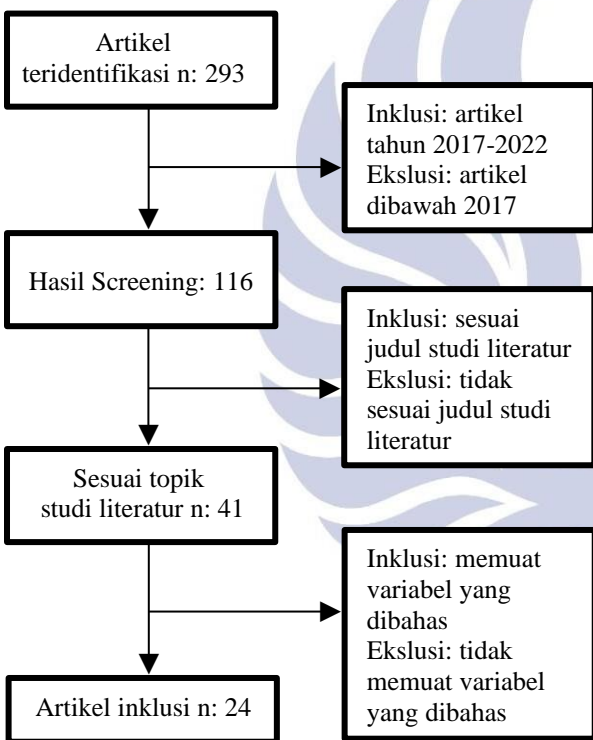 Artikel
teridentifikasi n: 293
Inklusi: artikel
tahun 2017-2022
Ekslusi: artikel
dibawah 2017
Hasil Screening: 116
Inklusi: sesuai
judul studi literatur
Ekslusi: tidak
sesuai judul studi
literatur
Sesuai topik
studi literatur n: 41
Inklusi: memuat
variabel yang
dibahas
Ekslusi: tidak
memuat variabel
yang dibahas
Artikel inklusi n: 24